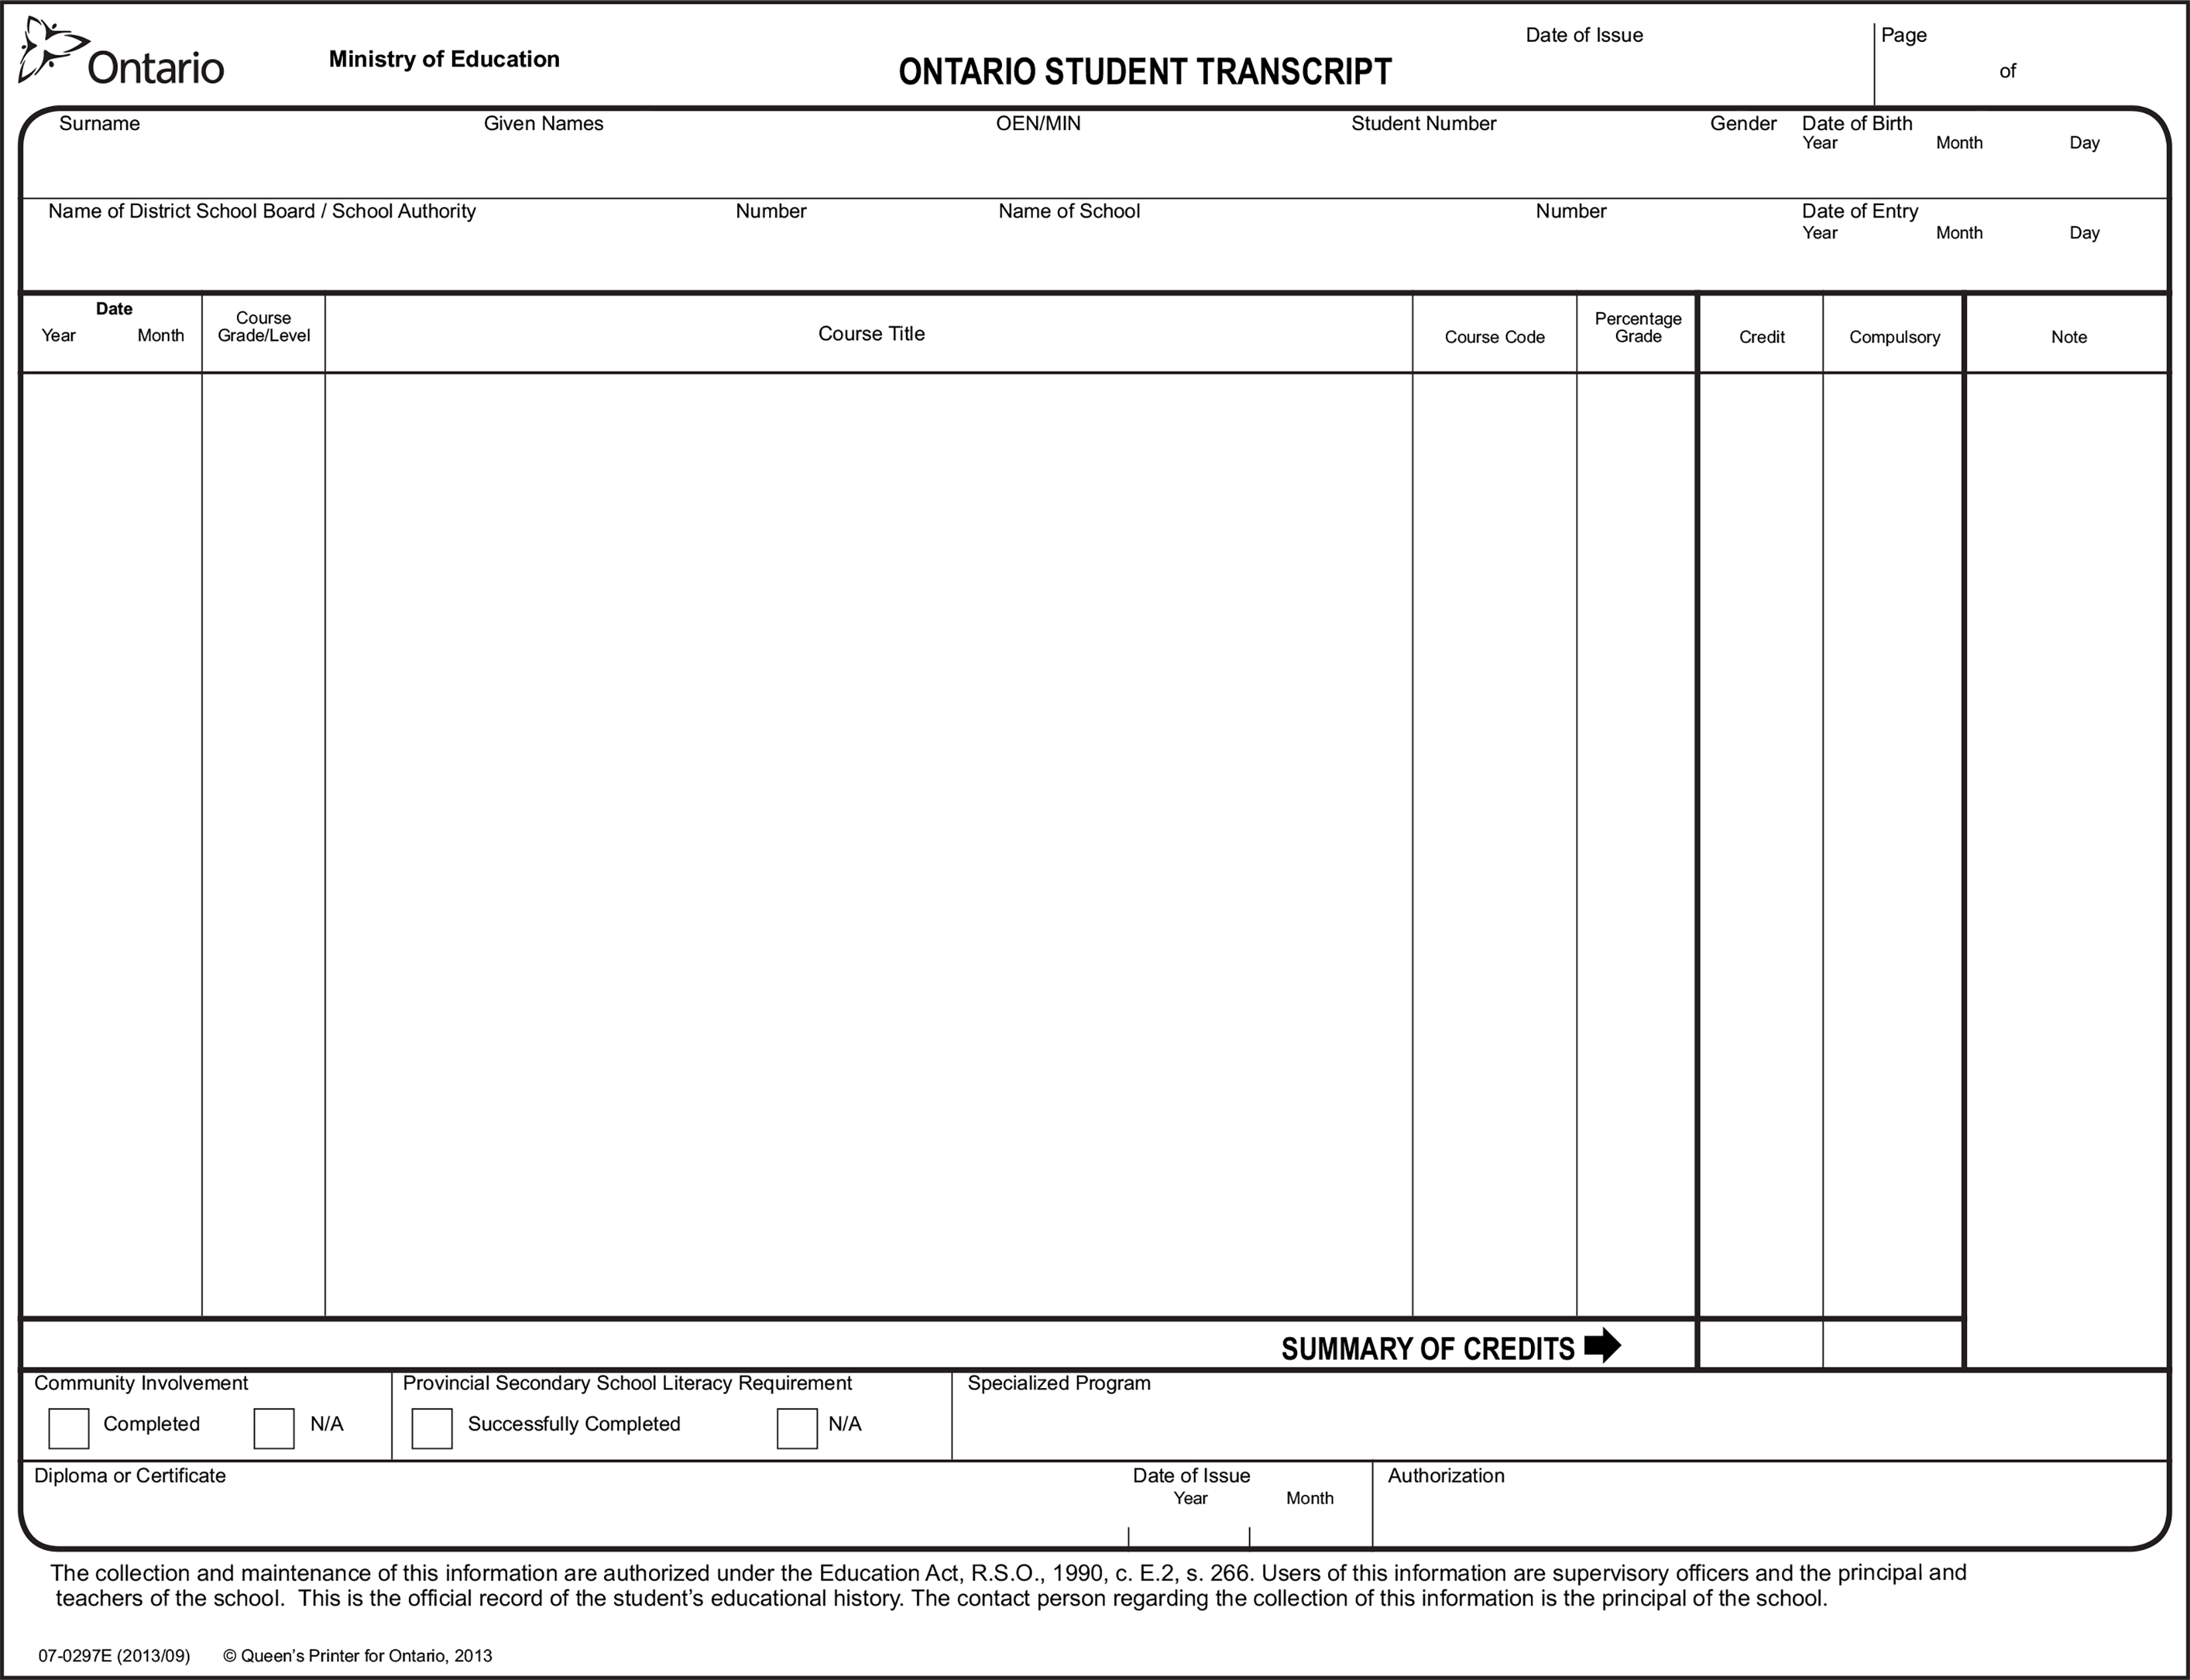 Ontario Ministry of Education ONTARIO STUDENT TRANSCRIPT Date of Issue Page of
Surname Given Names OEN/MIN Student Number Gender Date of Birth
Year Month Day
Name of District School Board / School Authority Number Name of School Number Date of Entry
Year Month Day
Date
Year Month
Course
Grade/Level
Course Title
Course Code
Percentage
Grade
Credit
Compulsory
Note
SUMMARY OF CREDITS
Community Involvement
Completed N/A
Provincial Secondary School Literacy Requirement
Successfully Completed N/A
Specialized Program
Diploma or Certificate
Date of Issue
Year Month
Authorization
The collection and maintenance of this information are authorized under the Education Act, R.S.O., 1990, c. E.2, s. 266. Users of this information are supervisory officers and the principal and
teachers of the school. This is the official record of the student's educational history. The contact person regarding the collection of this information is the principal of the school.
07-0297E (2013/09) © Queen's Printer for Ontario, 2013